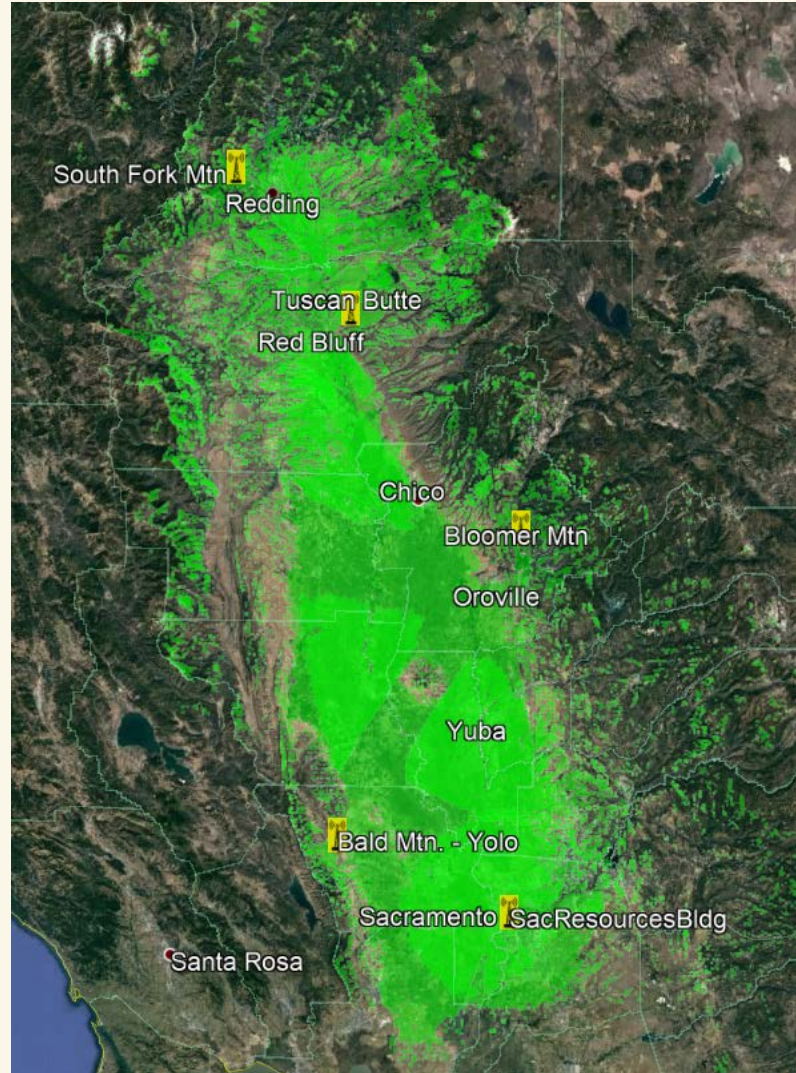 South Fork Mtn
Redding
Tuscan Butte
Red Bluff
Chico
Bloomer Mtn
Oroville
Yuba
Bald Mtn. - Yolo
Sacramento
SacResourcesBldg
Santa Rosa